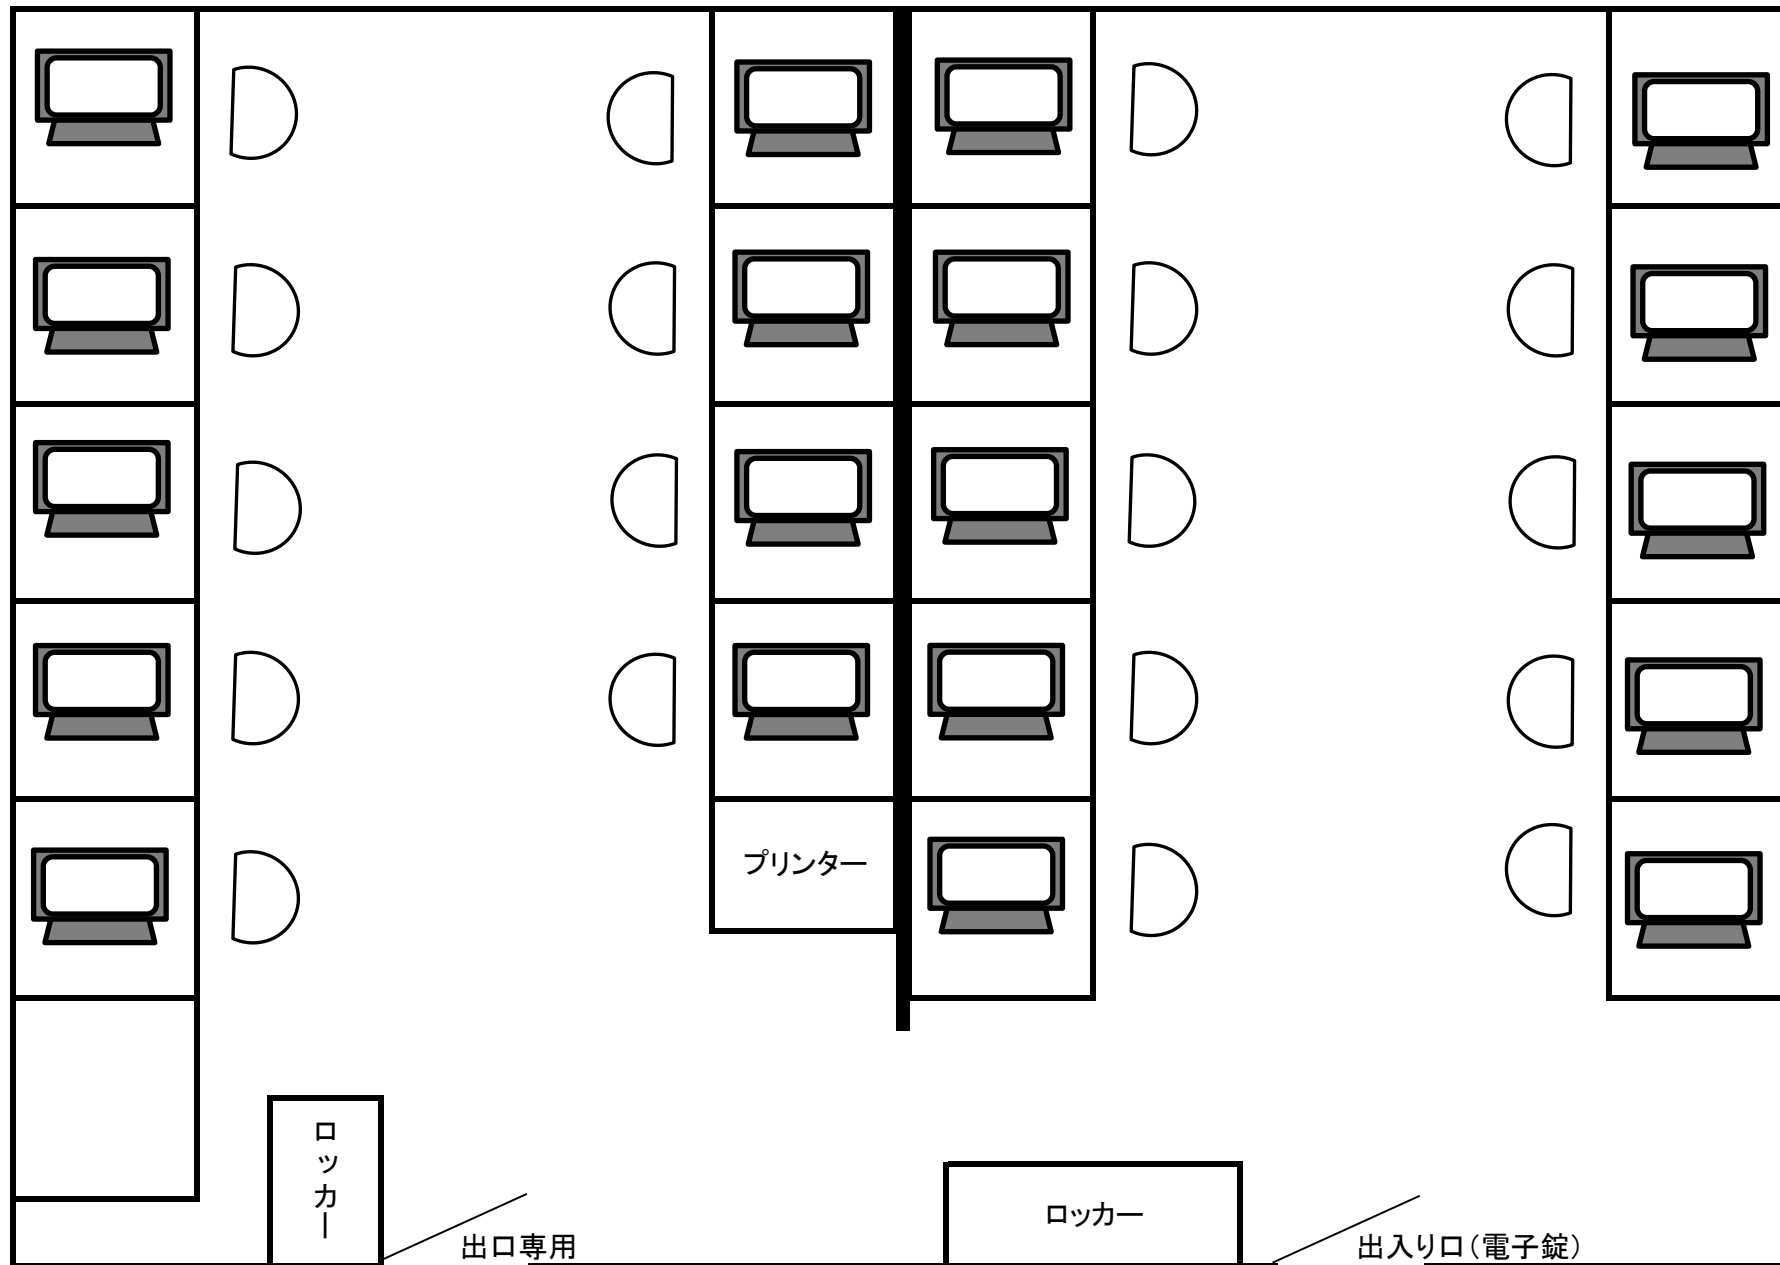 プリンター
ロッカー
ロッカー
出口専用
出入り口（電子錠）